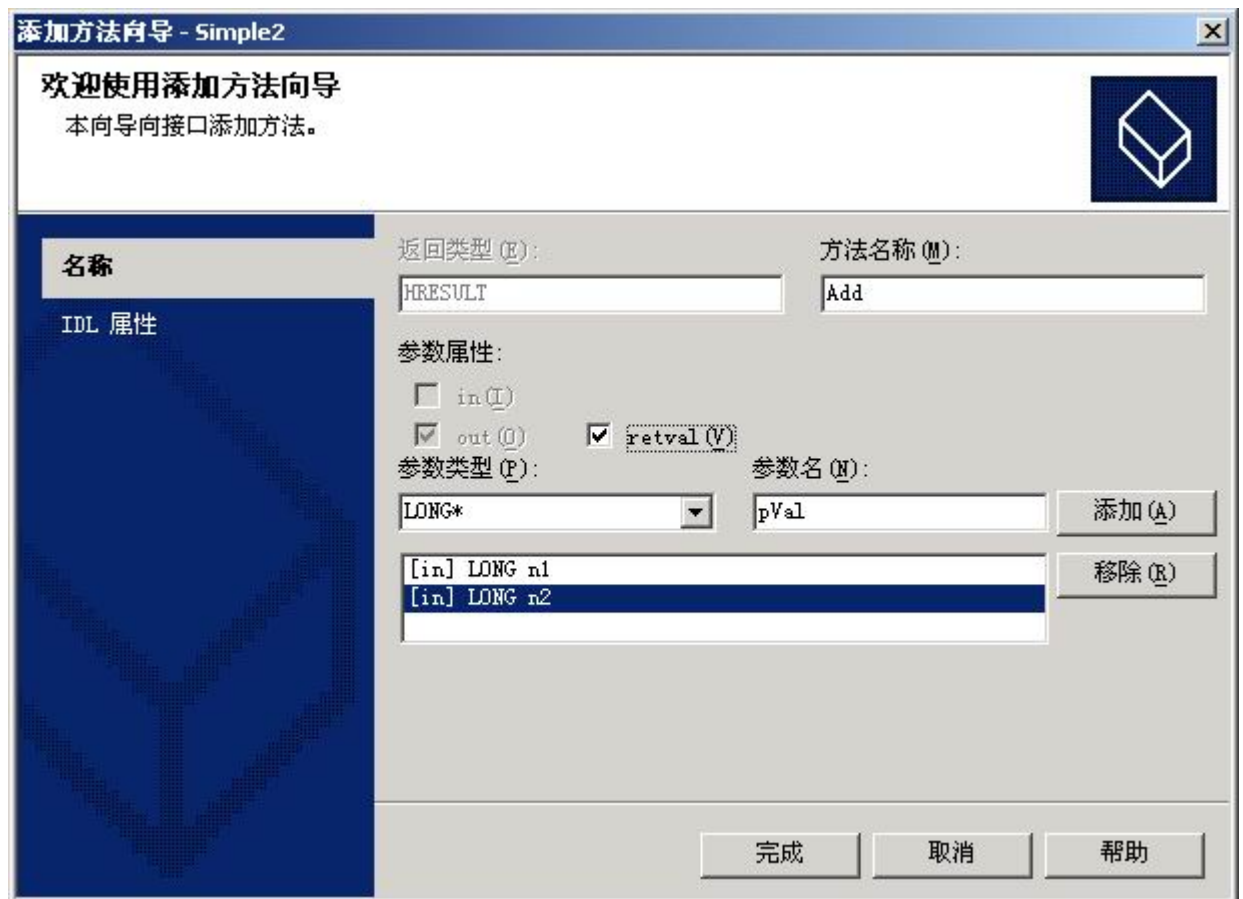 添加方法向导 - Simple2
欢迎使用添加方法向导
本向导向接口添加方法。
名称
IDL 属性
返回类型(E): 方法名称(M):
HRESULT Add
参数属性:
in(I)
out(O) retval(V)
参数类型(P): 参数名(N):
LONG* pVal 添加(A)
[in] LONG n1 移除(R)
[in] LONG n2
完成 取消 帮助